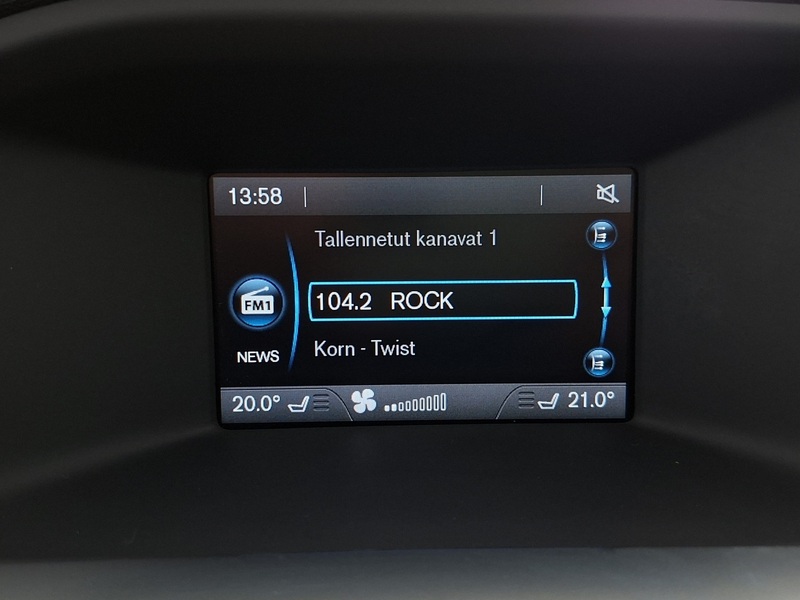 13:58
Tallennetut kanavat 1
FM1
104.2 ROCK
NEWS
Korn - Twist
20.0° 21.0°